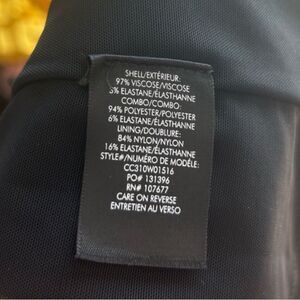 SHELL/EXTÉRIEUR:
97% VISCOSE/VISCOSE
3% ELASTANE/ÉLASTHANNE
COMBO/COMBO:
94% POLYESTER/POLYESTER
6% ELASTANE/ÉLASTHANNE
LINING/DOUBLURE:
84% NYLON/NYLON
16% ELASTANE/ÉLASTHANNE
STYLE#/NUMÉRO DE MODÈLE:
CC310W01516
PO# 131396
RN# 107677
CARE ON REVERSE
ENTRETIEN AU VERSO